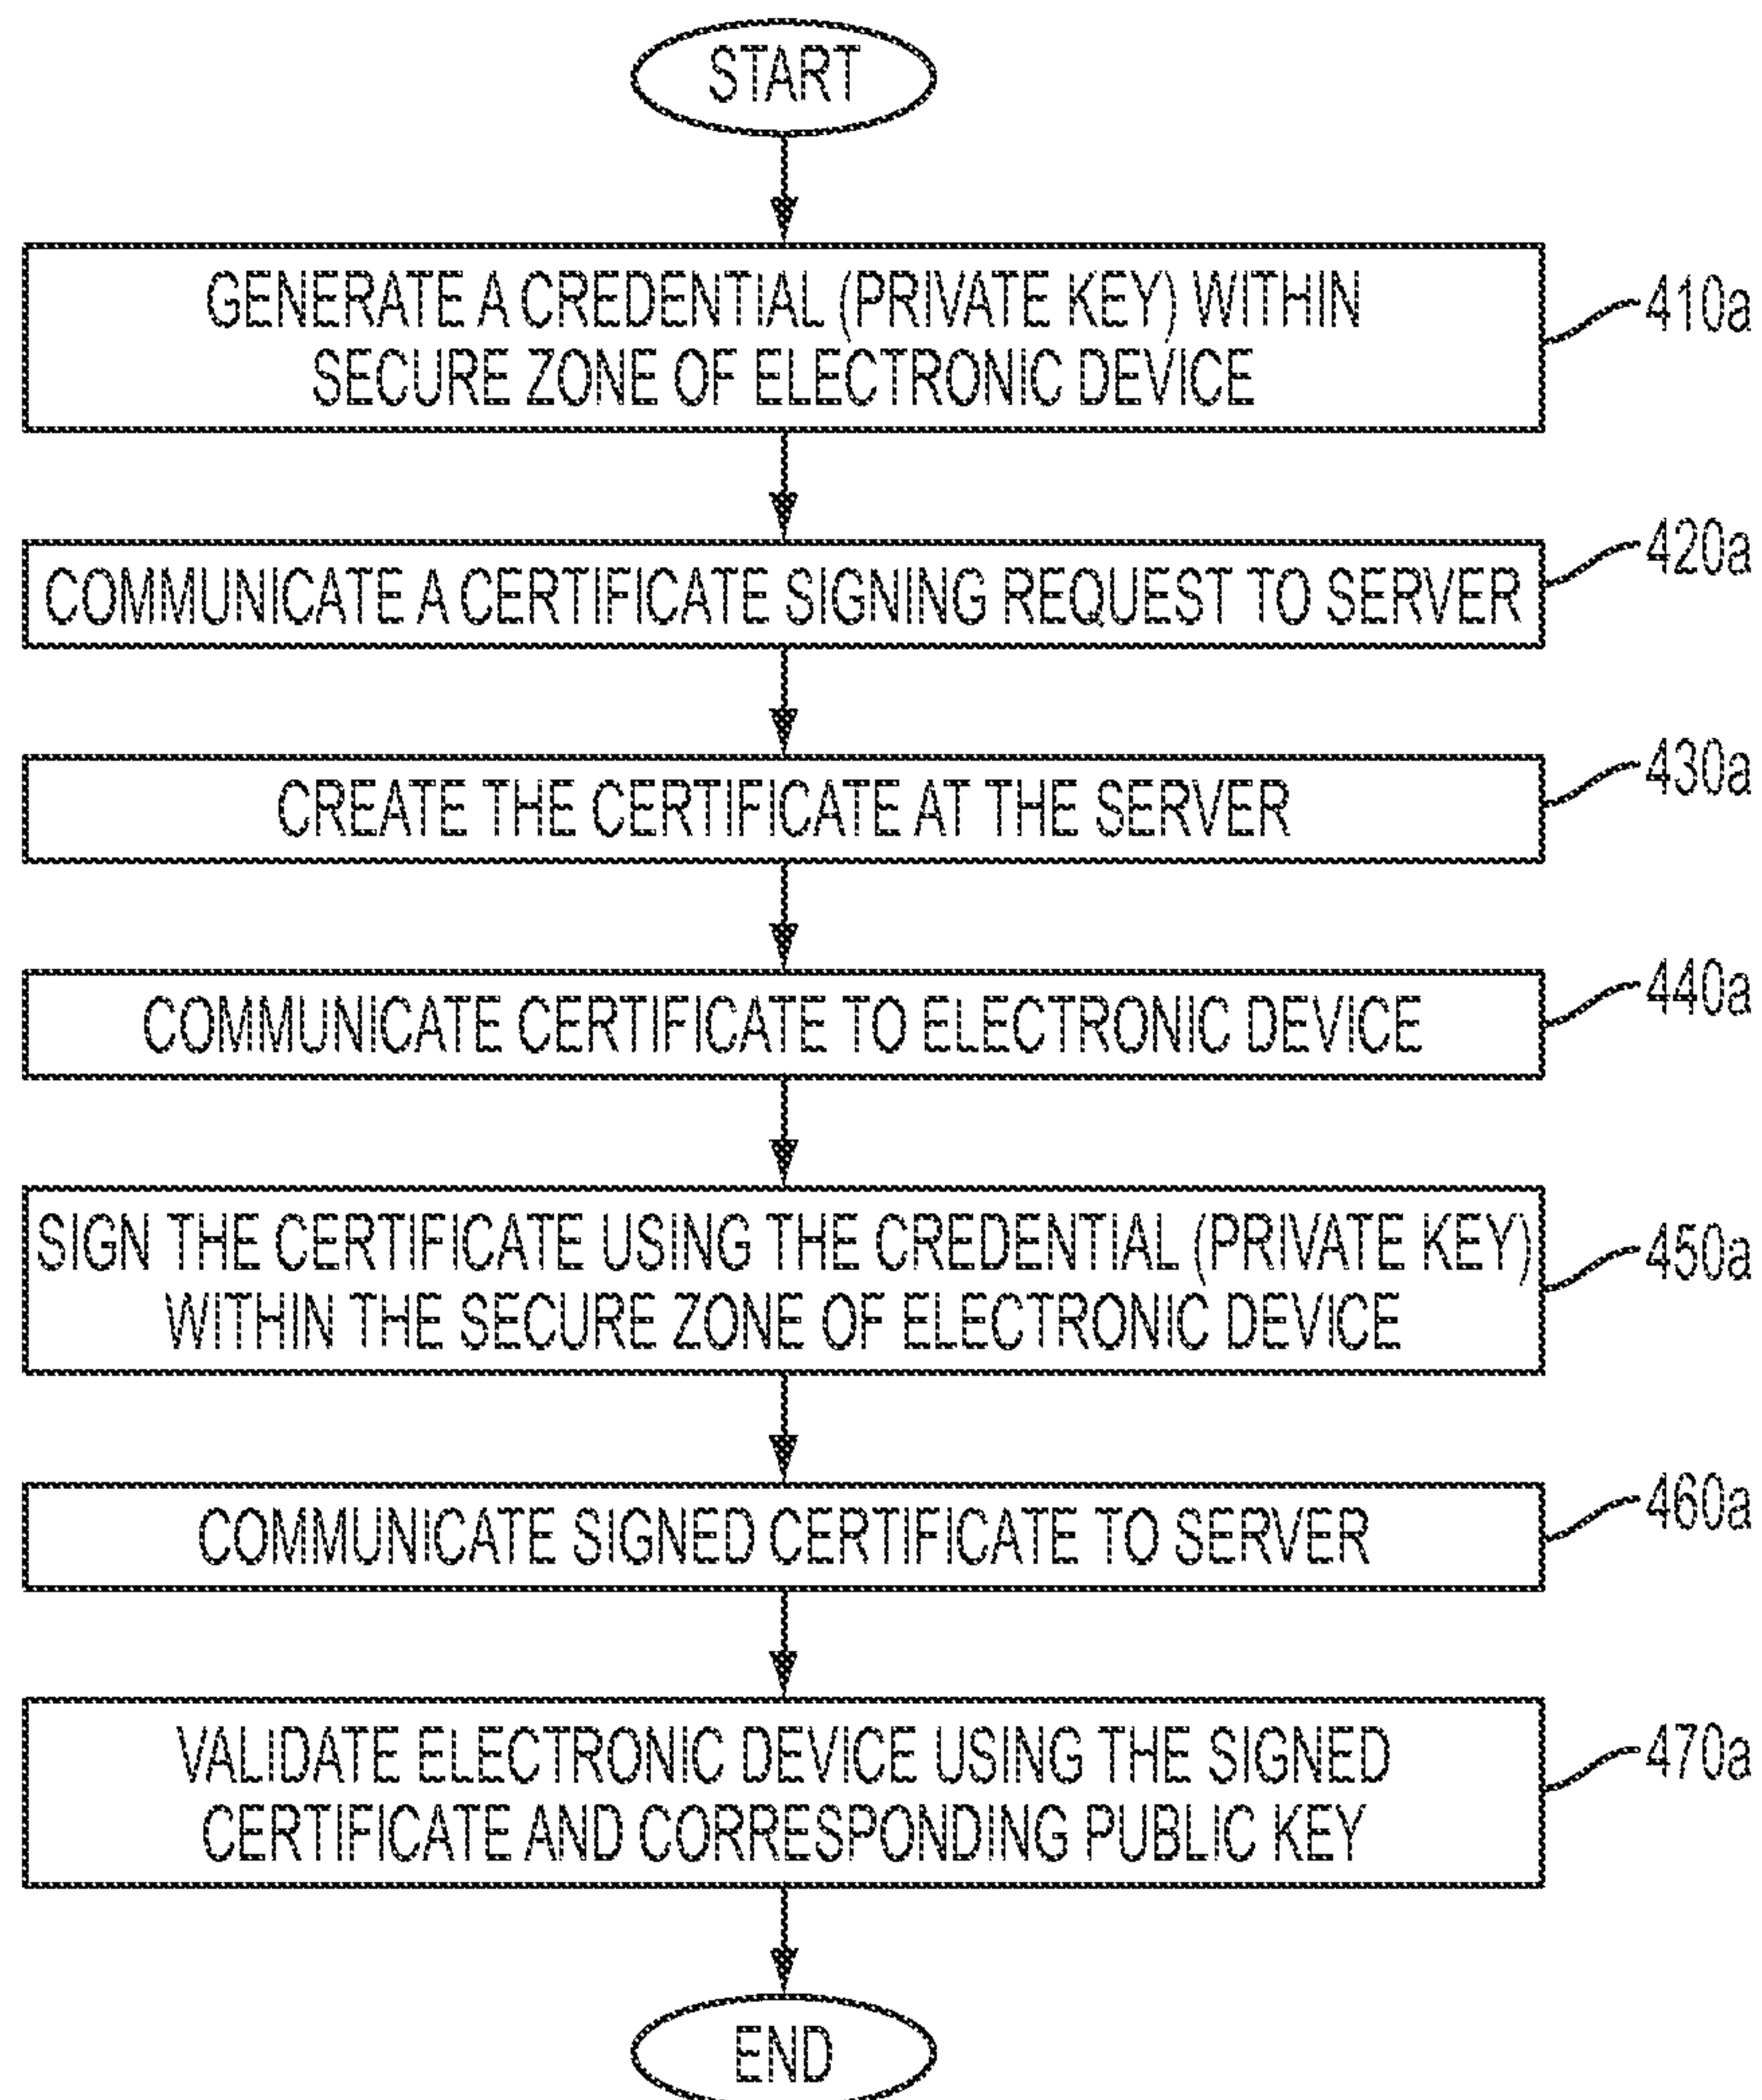 START
GENERATE A CREDENTIAL (PRIVATE KEY) WITHIN
SECURE ZONE OF ELECTRONIC DEVICE
410a
COMMUNICATE A CERTIFICATE SIGNING REQUEST TO SERVER
420a
CREATE THE CERTIFICATE AT THE SERVER
430a
COMMUNICATE CERTIFICATE TO ELECTRONIC DEVICE
440a
SIGN THE CERTIFICATE USING THE CREDENTIAL (PRIVATE KEY)
WITHIN THE SECURE ZONE OF ELECTRONIC DEVICE
450a
COMMUNICATE SIGNED CERTIFICATE TO SERVER
460a
VALIDATE ELECTRONIC DEVICE USING THE SIGNED
CERTIFICATE AND CORRESPONDING PUBLIC KEY
470a
END